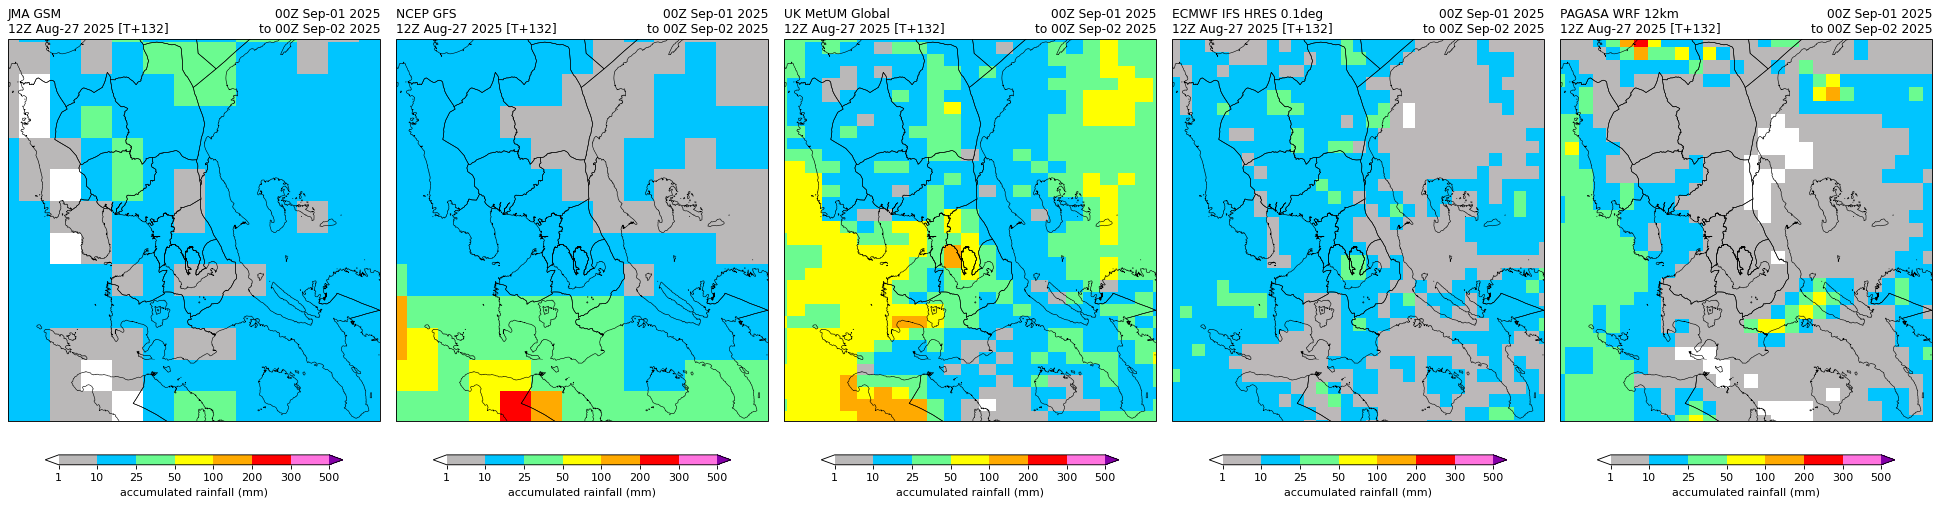 JMA GSM 00Z Sep-01 2025
12Z Aug-27 2025 [T+132] to 00Z Sep-02 2025
1 10 25 50 100 200 300 500
accumulated rainfall (mm)
NCEP GFS 00Z Sep-01 2025
12Z Aug-27 2025 [T+132] to 00Z Sep-02 2025
1 10 25 50 100 200 300 500
accumulated rainfall (mm)
UK MetUM Global 00Z Sep-01 2025
12Z Aug-27 2025 [T+132] to 00Z Sep-02 2025
1 10 25 50 100 200 300 500
accumulated rainfall (mm)
ECMWF IFS HRES 0.1deg 00Z Sep-01 2025
12Z Aug-27 2025 [T+132] to 00Z Sep-02 2025
1 10 25 50 100 200 300 500
accumulated rainfall (mm)
PAGASA WRF 12km 00Z Sep-01 2025
12Z Aug-27 2025 [T+132] to 00Z Sep-02 2025
1 10 25 50 100 200 300 500
accumulated rainfall (mm)